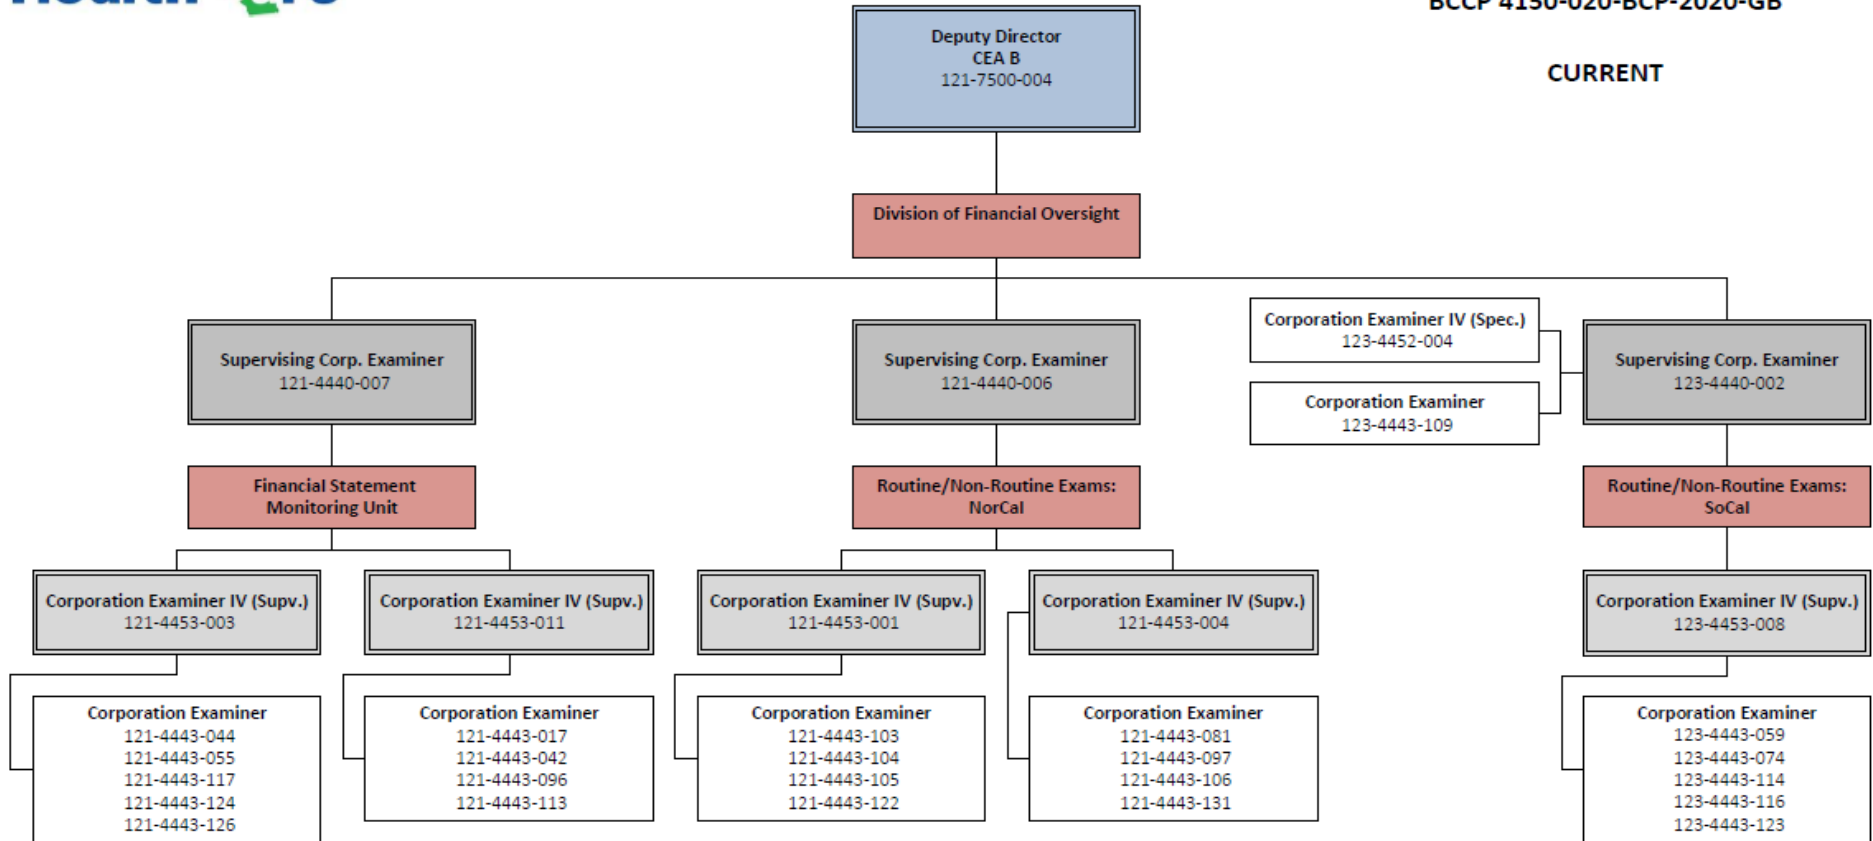 BCCP 4150-020-BCP-2020-GB
CURRENT
Deputy Director
CEA B
121-7500-004
Division of Financial Oversight
Supervising Corp. Examiner
121-4440-007
Supervising Corp. Examiner
121-4440-006
Corporation Examiner IV (Spec.)
123-4452-004
Corporation Examiner
123-4443-109
Supervising Corp. Examiner
123-4440-002
Financial Statement
Monitoring Unit
Routine/Non-Routine Exams:
NorCal
Routine/Non-Routine Exams:
SoCal
Corporation Examiner IV (Supv.)
121-4453-003
Corporation Examiner IV (Supv.)
121-4453-011
Corporation Examiner IV (Supv.)
121-4453-001
Corporation Examiner IV (Supv.)
121-4453-004
Corporation Examiner IV (Supv.)
123-4453-008
Corporation Examiner
121-4443-044
121-4443-055
121-4443-117
121-4443-124
121-4443-126
Corporation Examiner
121-4443-017
121-4443-042
121-4443-096
121-4443-113
Corporation Examiner
121-4443-103
121-4443-104
121-4443-105
121-4443-122
Corporation Examiner
121-4443-081
121-4443-097
121-4443-106
121-4443-131
Corporation Examiner
123-4443-059
123-4443-074
123-4443-114
123-4443-116
123-4443-123